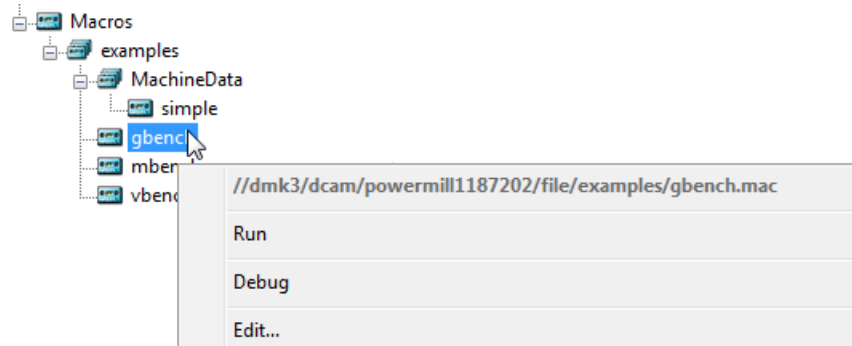 Macros
examples
MachineData
simple
gbench
//dmk3/dcam/powermill1187202/file/examples/gbench.mac
Run
Debug
Edit...